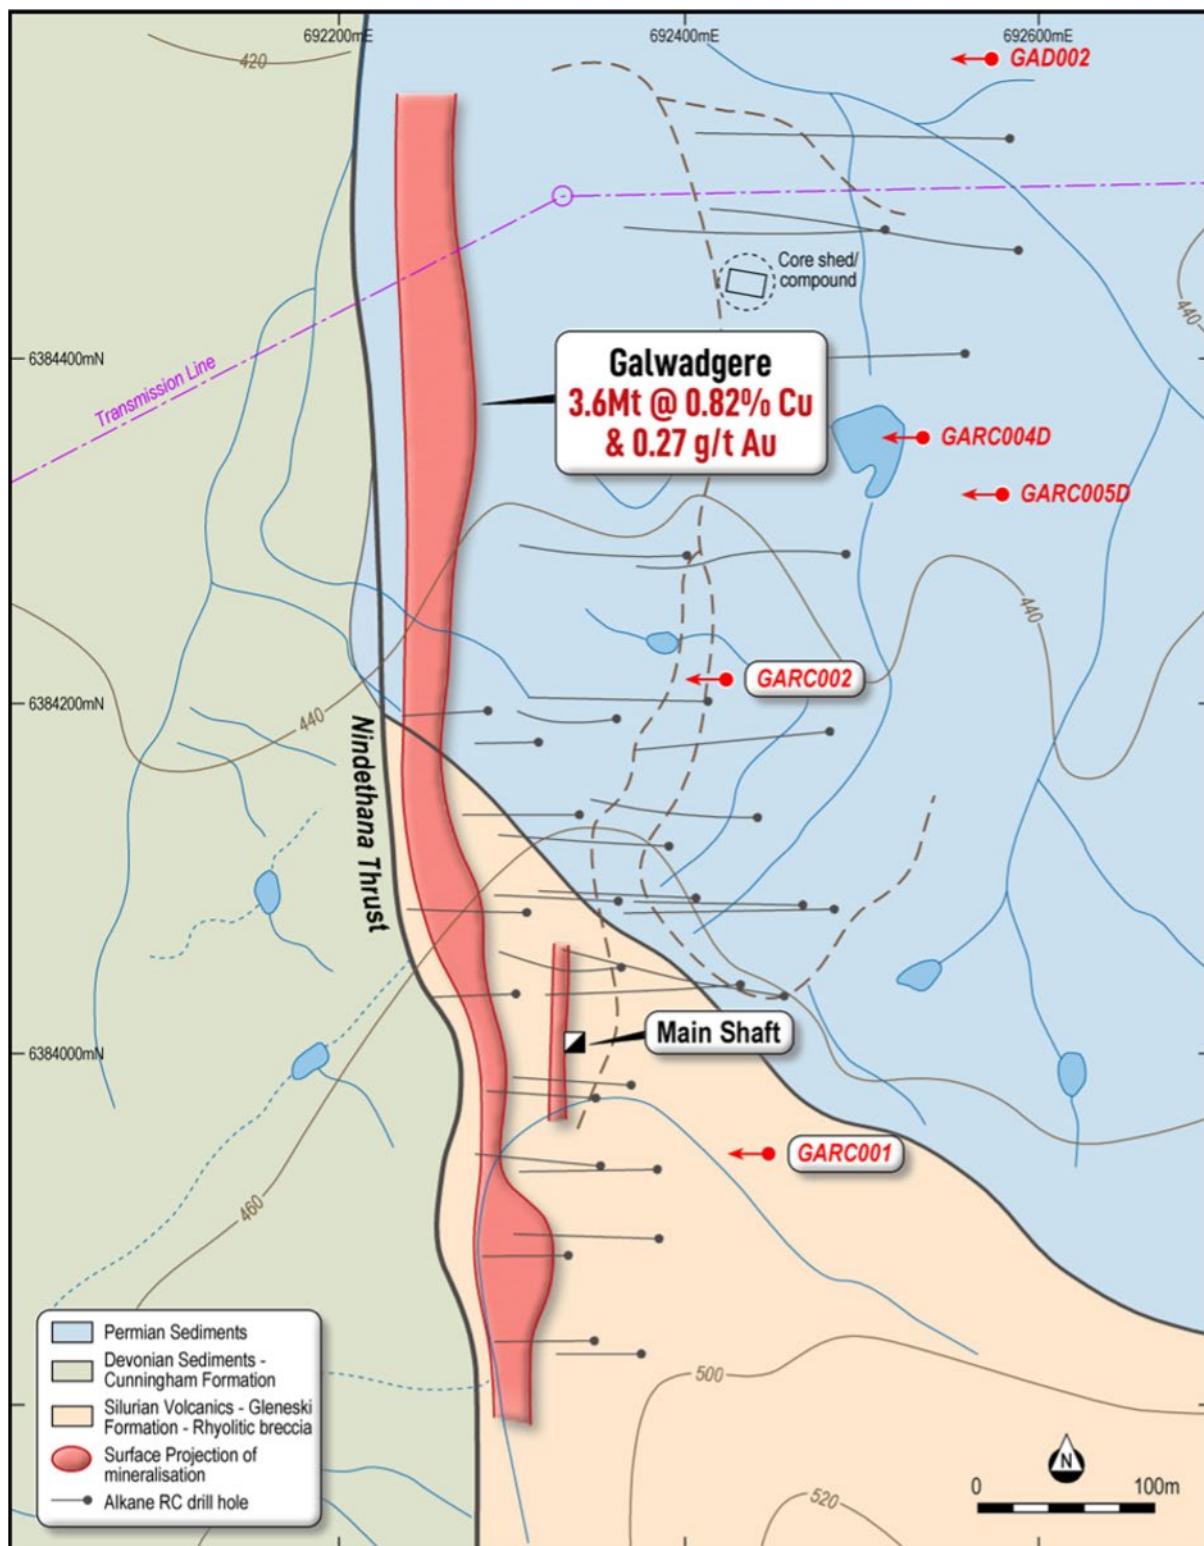 692200mE
692400mE
692600mE
420
GAD002
Core shed/
compound
440
6384400mN
Transmission Line
Galwadgere
3.6Mt @ 0.82% Cu
& 0.27 g/t Au
GARC004D
GARC005D
440
GARC002
6384200mN
440
Nindethana Thrust
6384000mN
Main Shaft
GARC001
460
Permian Sediments
Devonian Sediments -
Cunningham Formation
Silurian Volcanics - Gleneski
Formation - Rhyolitic breccia
Surface Projection of
mineralisation
Alkane RC drill hole
500
520
N
0 100m